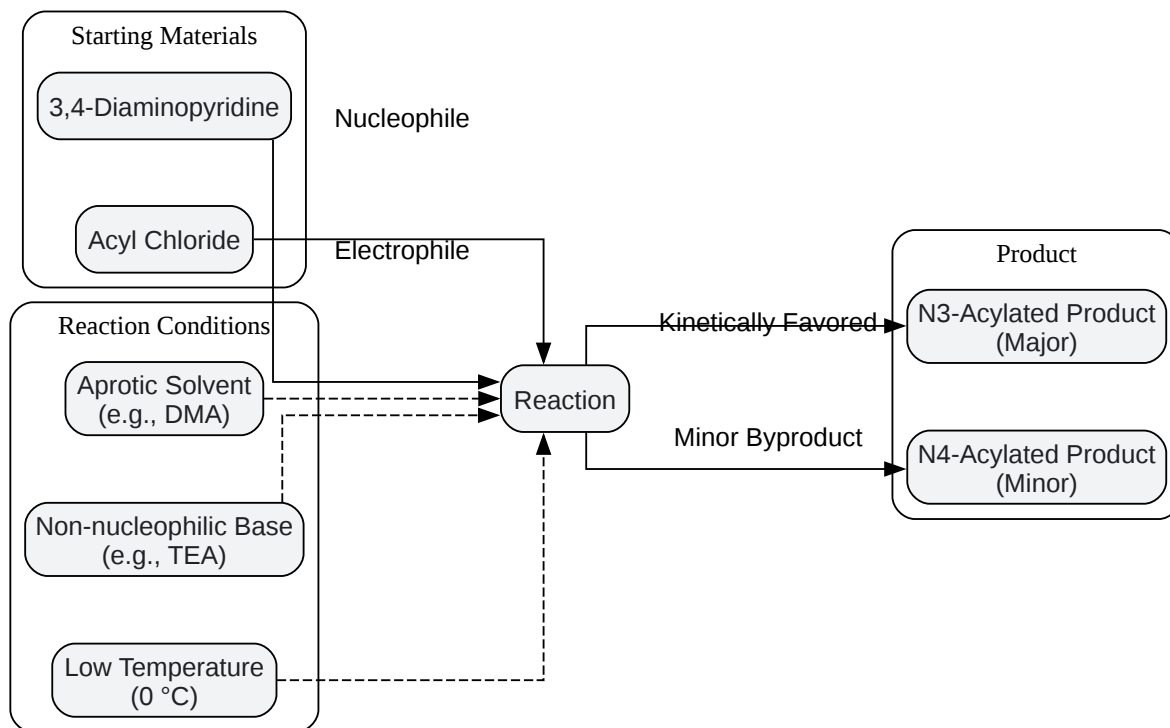 Starting Materials
3,4-Diaminopyridine
Nucleophile
Acyl Chloride
Electrophile
Reaction Conditions
Aprotic Solvent
(e.g., DMA)
Non-nucleophilic Base
(e.g., TEA)
Low Temperature
(0 °C)
Reaction
Kinetically Favored
Minor Byproduct
Product
N3-Acylated Product
(Major)
N4-Acylated Product
(Minor)